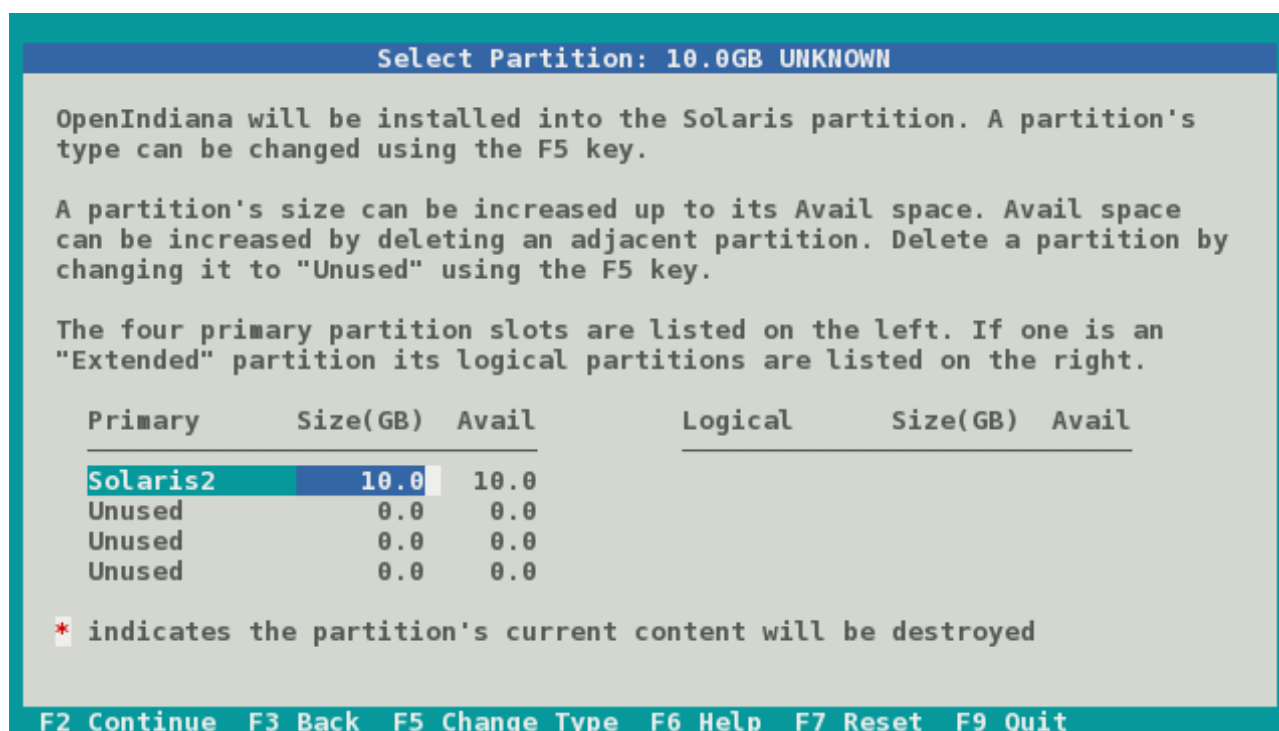 Select Partition: 10.0GB UNKNOWN
OpenIndiana will be installed into the Solaris partition. A partition's
type can be changed using the F5 key.
A partition's size can be increased up to its Avail space. Avail space
can be increased by deleting an adjacent partition. Delete a partition by
changing it to "Unused" using the F5 key.
The four primary partition slots are listed on the left. If one is an
"Extended" partition its logical partitions are listed on the right.
Primary Size(GB) Avail Logical Size(GB) Avail
Solaris2 10.0 10.0
Unused 0.0 0.0
Unused 0.0 0.0
Unused 0.0 0.0
* indicates the partition's current content will be destroyed
F2 Continue F3 Back F5 Change Type F6 Help F7 Reset F9 Quit